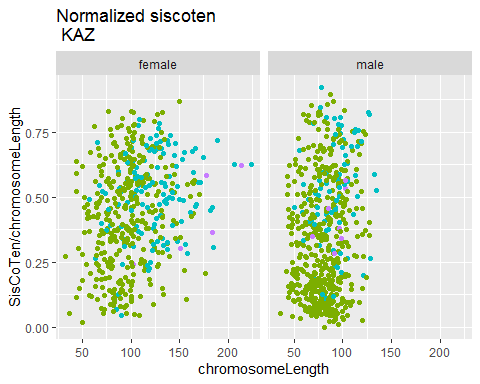 Normalized siscoten
KAZ
female
male
SisCoTen/chromosomeLength
0.75
0.50
0.25
0.00
50
100
150
200
50
100
150
200
chromosomeLength